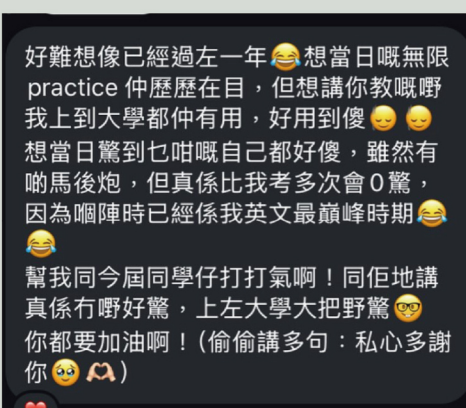 好難想像已經過左一年😂想當日嘅無限
practice 仲歷歷在目，但想講你教嘅嘢
我上到大學都仲有用，好用到傻🥴🥴
想當日驚到乜咁嘅自己都好傻，雖然有
啲馬後炮，但真係比我考多次會0驚，
因為嗰陣時已經係我英文最巔峰時期😂
😂
幫我同今屆同學仔打打氣啊！同佢地講
真係冇嘢好驚，上左大學大把野驚🤓
你都要加油啊！(偷偷講多句：私心多謝
你🥹🫶🏻)